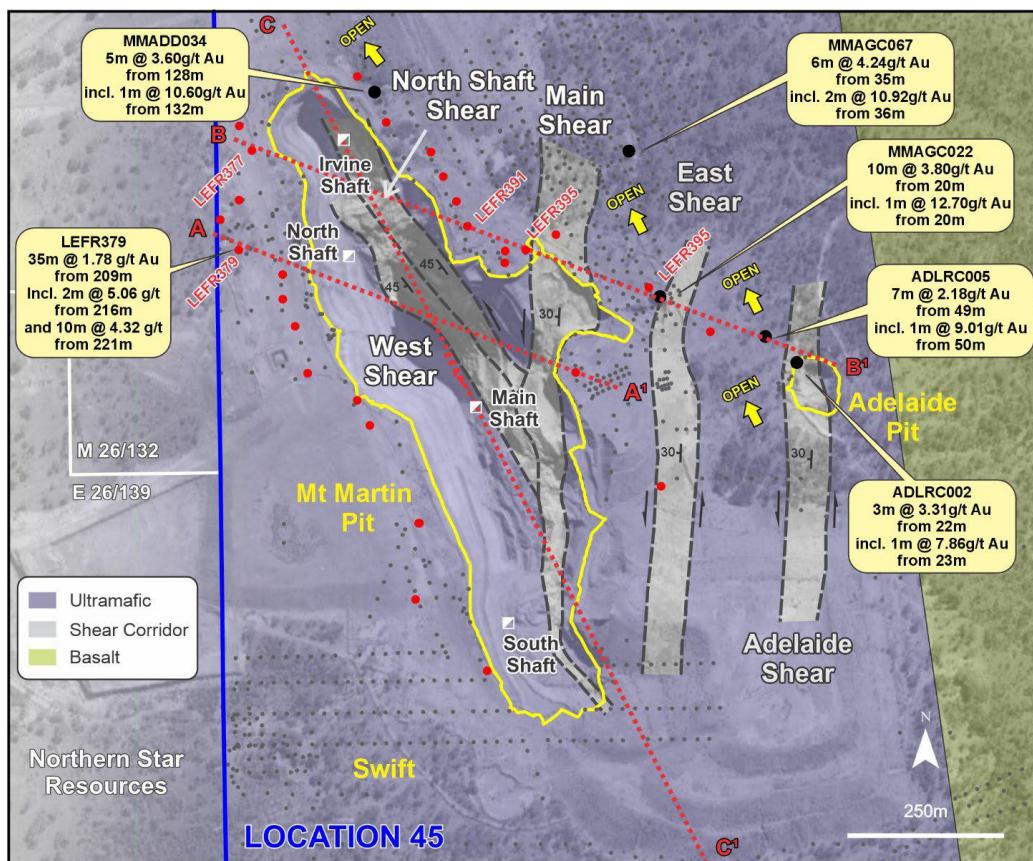 C
OPEN
MMADD034
5m @ 3.60g/t Au
from 128m
incl. 1m @ 10.60g/t Au
from 132m
North Shaft
Shear
Main
Shear
MMAGC067
6m @ 4.24g/t Au
from 35m
incl. 2m @ 10.92g/t Au
from 36m
B
Irvine
Shaft
LEFR377
LEFR391
LEFR395
East
Shear
OPEN
MMAGC022
10m @ 3.80g/t Au
from 20m
incl. 1m @ 12.70g/t Au
from 20m
A
North
Shaft
45
45
LEFR379
LEFR379
35m @ 1.78 g/t Au
from 209m
Incl. 2m @ 5.06 g/t
from 216m
and 10m @ 4.32 g/t
from 221m
30
LEFR395
OPEN
ADLRC005
7m @ 2.18g/t Au
from 49m
incl. 1m @ 9.01g/t Au
from 50m
West
Shear
A¹
B¹
OPEN
Main
Shaft
Adelaide
Pit
M 26/132
E 26/139
30
30
Mt Martin
Pit
ADLRC002
3m @ 3.31g/t Au
from 22m
incl. 1m @ 7.86g/t Au
from 23m
Ultramafic
Shear Corridor
Basalt
South
Shaft
Adelaide
Shear
Northern Star
Resources
Swift
N
250m
LOCATION 45
C¹